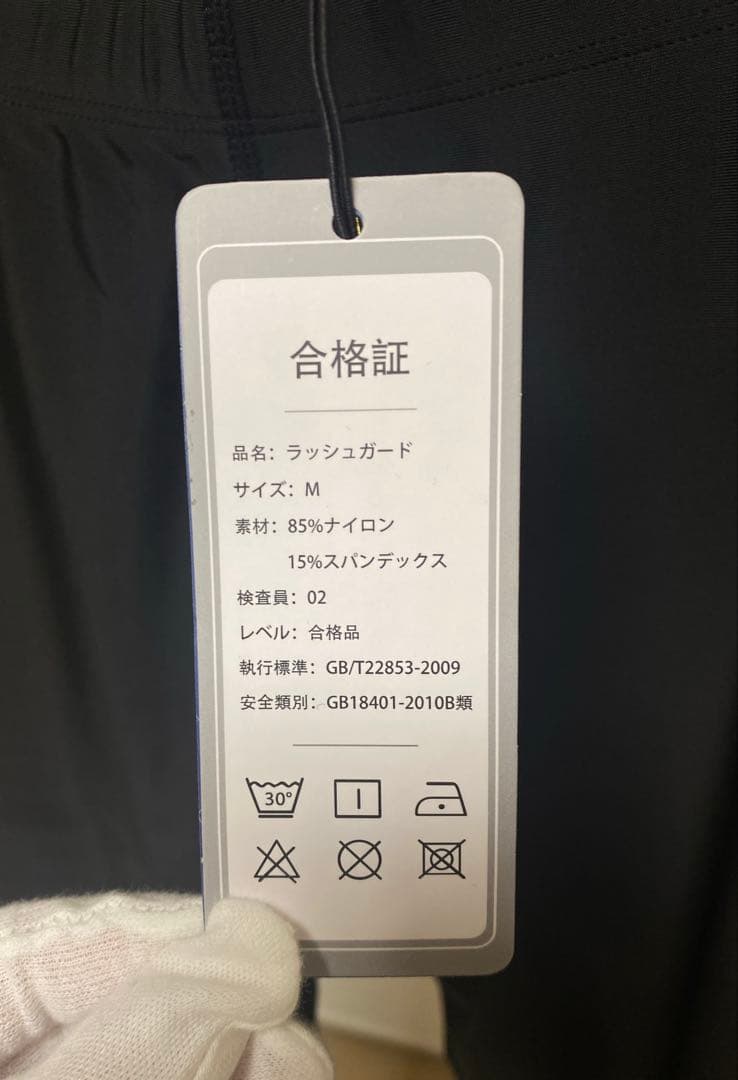 合格証
品名：ラッシュガード
サイズ：M
素材：85%ナイロン
15%スパンデックス
検査員：02
レベル：合格品
執行標準：GB/T22853-2009
安全類別：GB18401-2010B類
30°